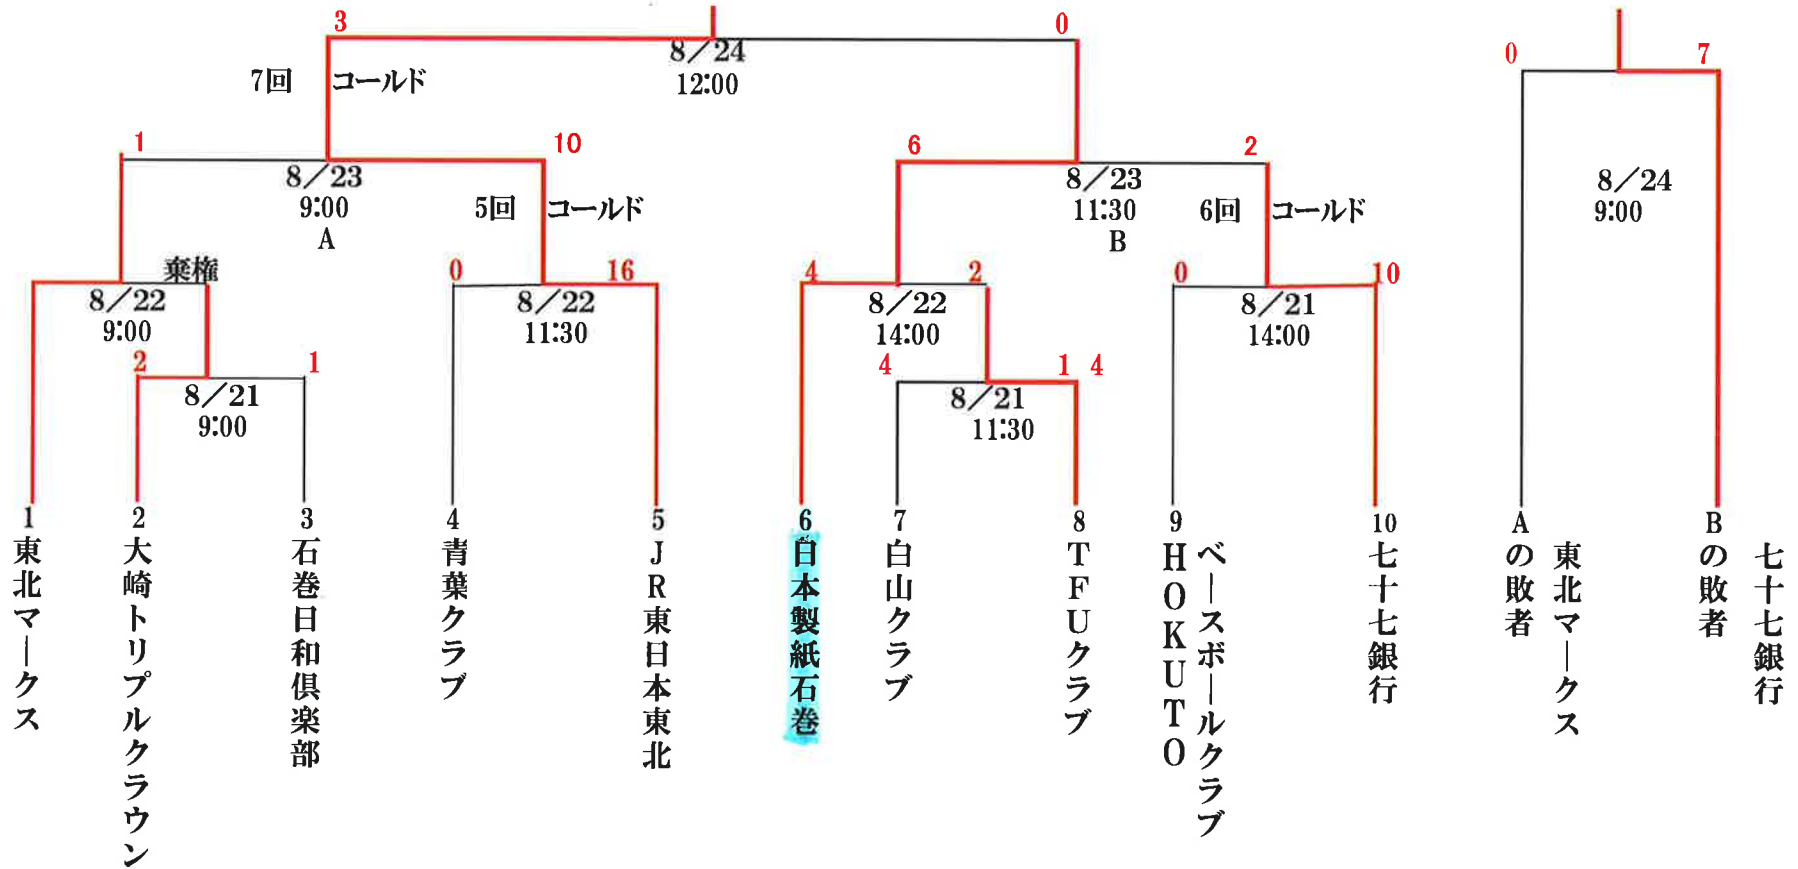 3
0
8/24
12:00
0
7
7回 コールド
1
10
6
2
8/23
9:00
A
5回 コールド
8/23
11:30
B
6回 コールド
8/24
9:00
棄権
8/22
9:00
0
16
8/22
11:30
4
2
8/22
14:00
0
10
8/21
14:00
2
1
8/21
9:00
4
1 4
8/21
11:30
1
東北マークス
2
大崎トリプルクラウン
3
石巻日和倶楽部
4
青葉クラブ
5
JR東日本東北
6
日本製紙石巻
7
白山クラブ
8
TFUクラブ
9
HOKUTO
ベースボールクラブ
10
七十七銀行
Aの敗者
東北マークス
Bの敗者
七十七銀行